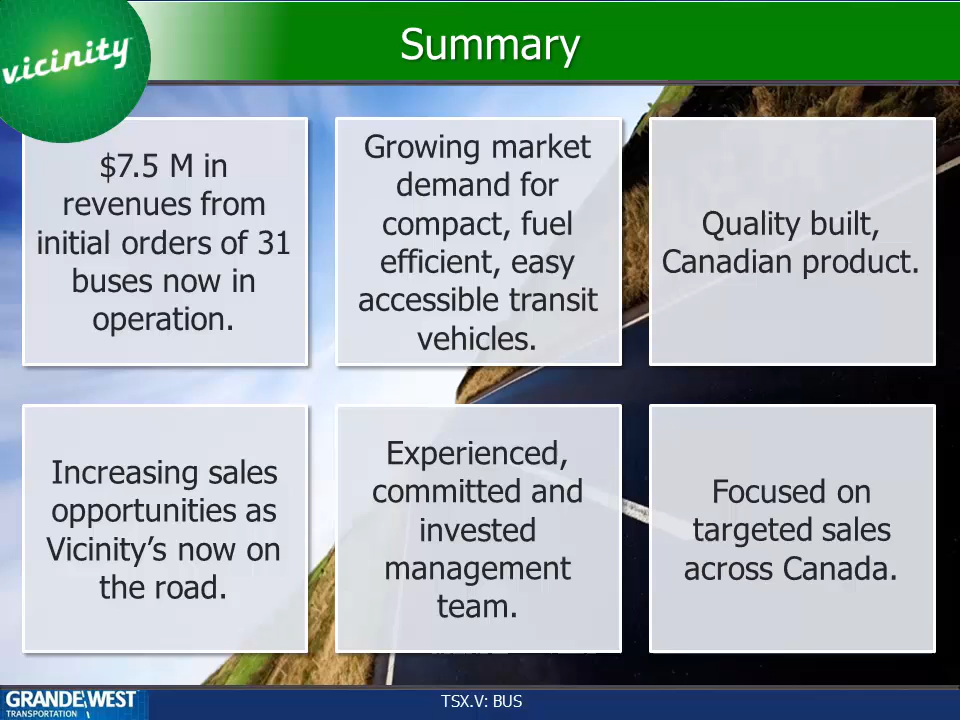 vicinity
Summary
$7.5 M in
revenues from
initial orders of 31
buses now in
operation.
Growing market
demand for
compact, fuel
efficient, easy
accessible transit
vehicles.
Quality built,
Canadian product.
Increasing sales
opportunities as
Vicinity’s now on
the road.
Experienced,
committed and
invested
management
team.
Focused on
targeted sales
across Canada.
GRANDE WEST
TRANSPORTATION
TSX.V: BUS